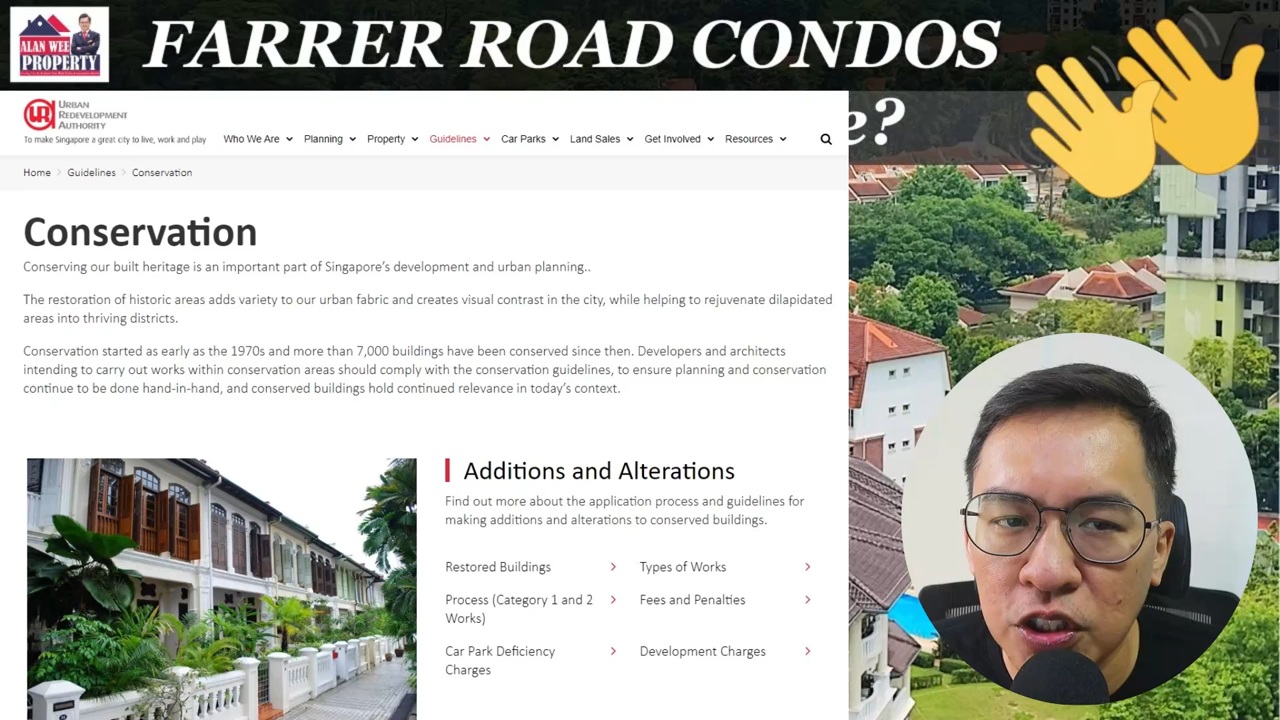 ALAN WEE
PROPERTY
FARRER ROAD CONDOS
e?
URBAN
REDEVELOPMENT
AUTHORITY
To make Singapore a great city to live, work and play
Who We Are Planning Property Guidelines Car Parks Land Sales Get Involved Resources
Home > Guidelines > Conservation
Conservation
Conserving our built heritage is an important part of Singapore’s development and urban planning..
The restoration of historic areas adds variety to our urban fabric and creates visual contrast in the city, while helping to rejuvenate dilapidated
areas into thriving districts.
Conservation started as early as the 1970s and more than 7,000 buildings have been conserved since then. Developers and architects
intending to carry out works within conservation areas should comply with the conservation guidelines, to ensure planning and conservation
continue to be done hand-in-hand, and conserved buildings hold continued relevance in today’s context.
Additions and Alterations
Find out more about the application process and guidelines for
making additions and alterations to conserved buildings.
Restored Buildings
Types of Works
Process (Category 1 and 2
Works)
Fees and Penalties
Car Park Deficiency
Charges
Development Charges